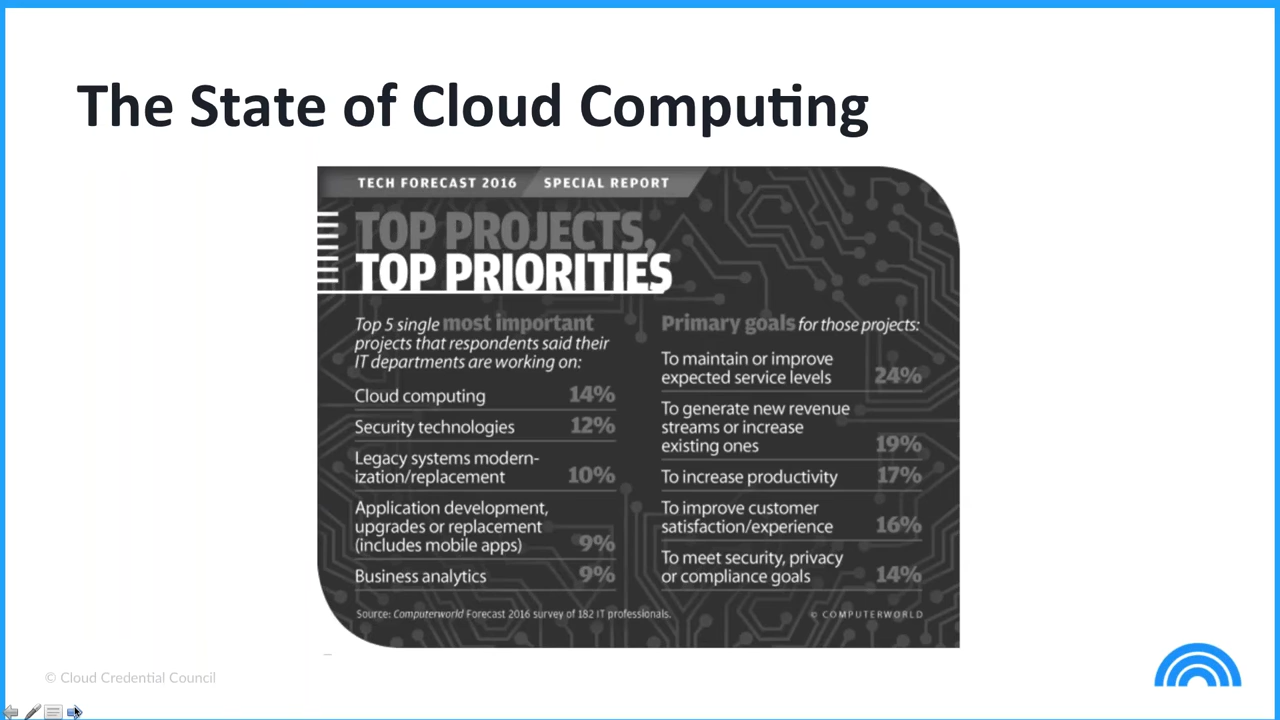 The State of Cloud Computing
TECH FORECAST 2016 SPECIAL REPORT
TOP PROJECTS,
TOP PRIORITIES
Top 5 single most important
projects that respondents said their
IT departments are working on:
Cloud computing 14%
Security technologies 12%
Legacy systems modern-
ization/replacement 10%
Application development,
upgrades or replacement
(includes mobile apps) 9%
Business analytics 9%
Primary goals for those projects:
To maintain or improve
expected service levels 24%
To generate new revenue
streams or increase
existing ones 19%
To increase productivity 17%
To improve customer
satisfaction/experience 16%
To meet security, privacy
or compliance goals 14%
Source: Computerworld Forecast 2016 survey of 182 IT professionals.
© COMPUTERWORLD
© Cloud Credential Council